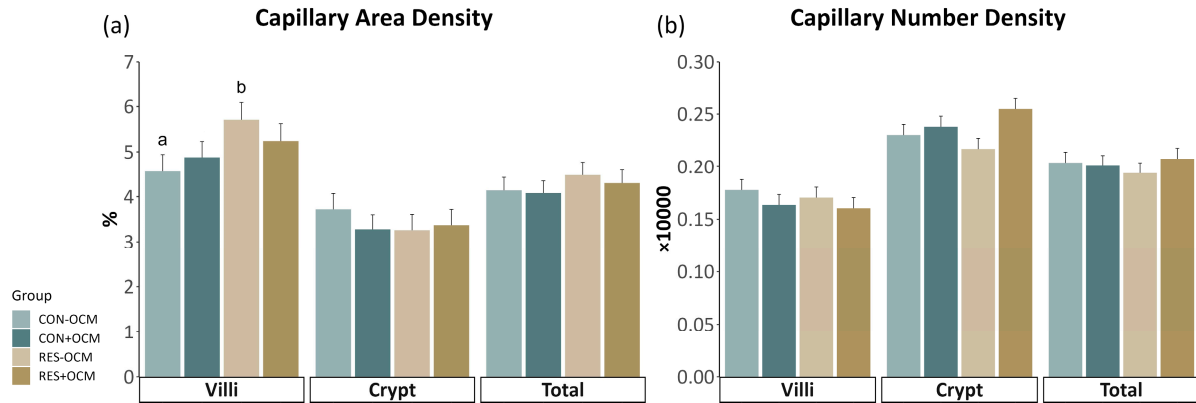 (a)
Capillary Area Density
7
6
5
4
3
2
1
0
%
a
b
Villi
Crypt
Total
Group
CON-OCM
CON+OCM
RES-OCM
RES+OCM
(b)
Capillary Number Density
0.30
0.25
0.20
0.15
0.10
0.05
0.00
×10000
Villi
Crypt
Total